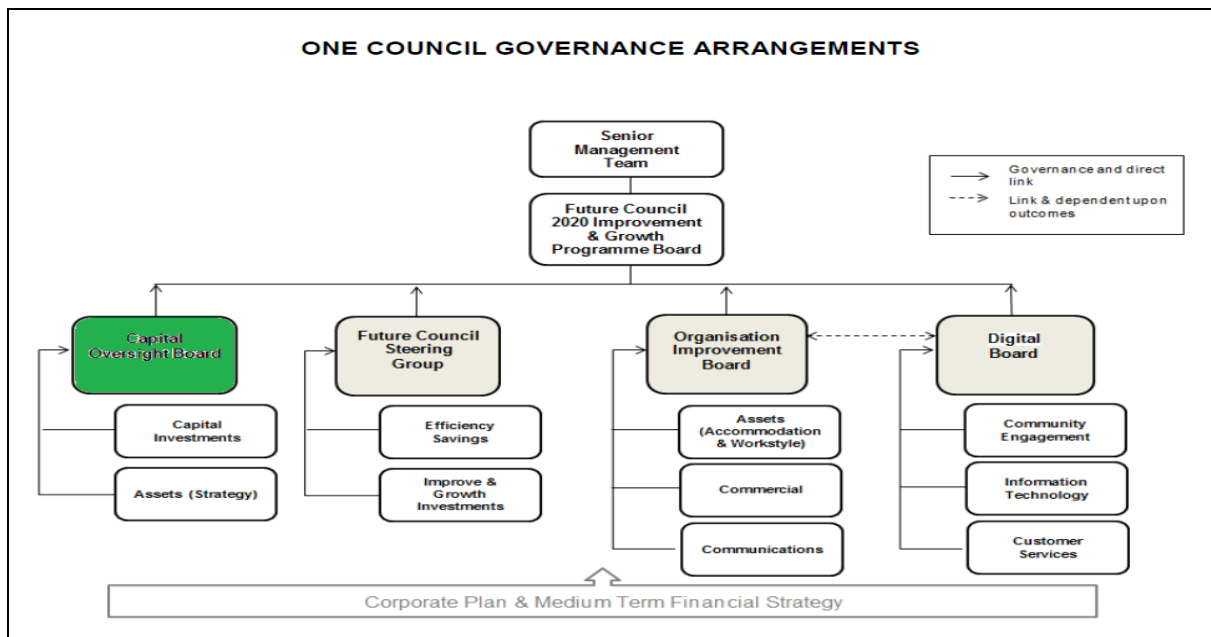 ONE COUNCIL GOVERNANCE ARRANGEMENTS
Senior
Management
Team
Governance and direct
link
Link & dependent upon
outcomes
Future Council
2020 Improvement
& Growth
Programme Board
Capital
Oversight Board
Future Council
Steering
Group
Organisation
Improvement
Board
Digital
Board
Capital
Investments
Efficiency
Savings
Assets
(Accommodation
& Workstyle)
Community
Engagement
Assets (Strategy)
Improve &
Growth
Investments
Commercial
Information
Technology
Communications
Customer
Services
Corporate Plan & Medium Term Financial Strategy